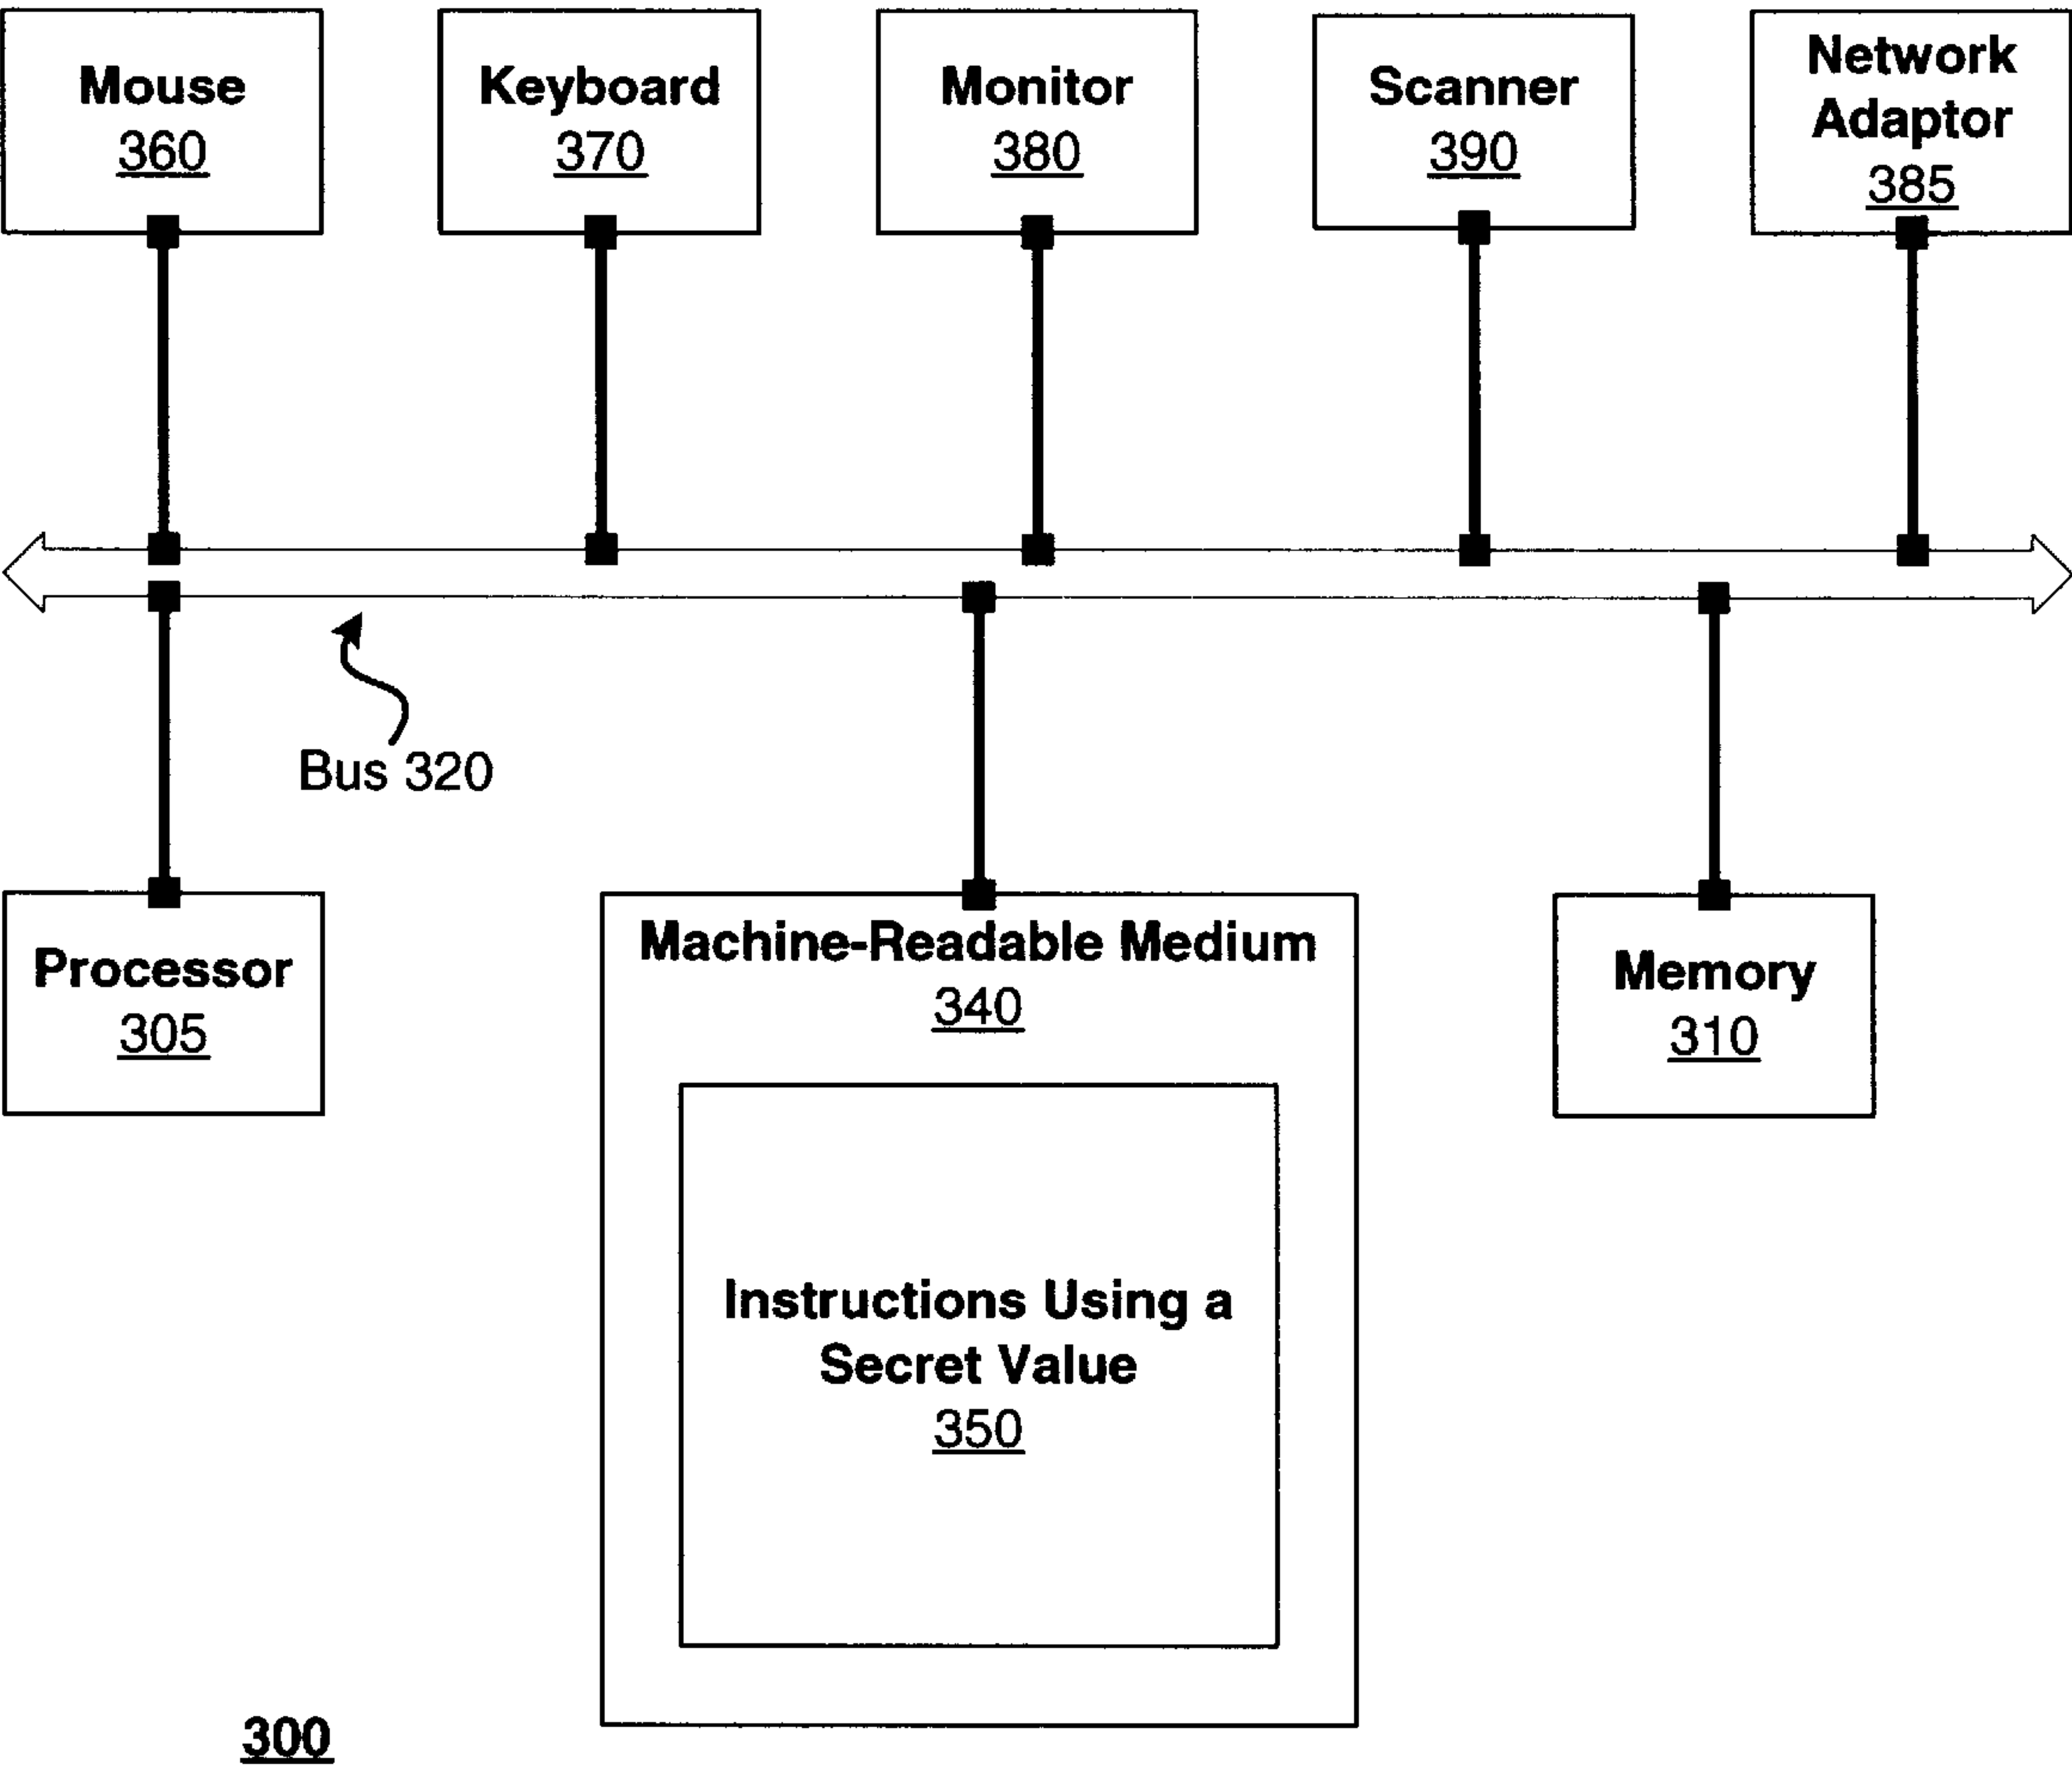 Mouse
360
Keyboard
370
Monitor
380
Scanner
390
Network
Adaptor
385
Bus 320
Processor
305
Machine-Readable Medium
340
Instructions Using a
Secret Value
350
Memory
310
300